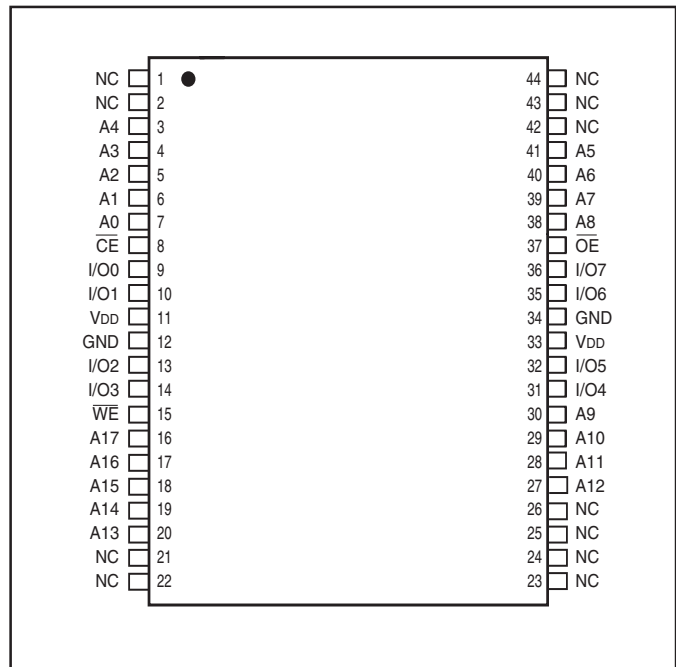 NC 1 44 NC
NC 2 43 NC
A4 3 42 NC
A3 4 41 A5
A2 5 40 A6
A1 6 39 A7
A0 7 38 A8
C̅E̅ 8 37 O̅E̅
I/O0 9 36 I/O7
I/O1 10 35 I/O6
VDD 11 34 GND
GND 12 33 VDD
I/O2 13 32 I/O5
I/O3 14 31 I/O4
W̅E̅ 15 30 A9
A17 16 29 A10
A16 17 28 A11
A15 18 27 A12
A14 19 26 NC
A13 20 25 NC
NC 21 24 NC
NC 22 23 NC